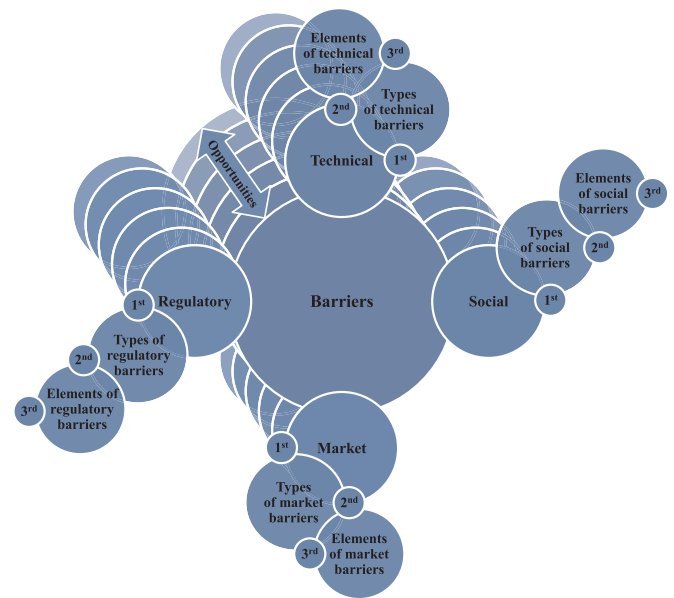 Elements
of technical
barriers
3rd
Types
of technical
barriers
2nd
Technical
1st
Opportunities
Elements
of social
barriers
3rd
Types
of social
barriers
2nd
Social
1st
Barriers
Regulatory
1st
Types of
regulatory
barriers
2nd
Elements of
regulatory
barriers
3rd
Market
1st
Types
of market
barriers
2nd
Elements
of market
barriers
3rd